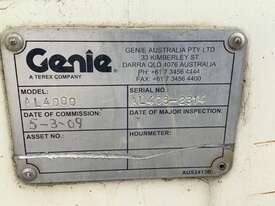 Genie
A TEREX COMPANY
GENIE AUSTRALIA PTY LTD
33 KIMBERLEY ST
DARRA QLD 4076 AUSTRALIA
PH +61 7 3456 4444
FAX +61 7 3456 4400
MODEL:
AL4000
SERIAL NO:
DATE OF COMMISSION:
5-3-09
DATE OF MAJOR INSPECTION
ASSET NO:
HOURMETER: